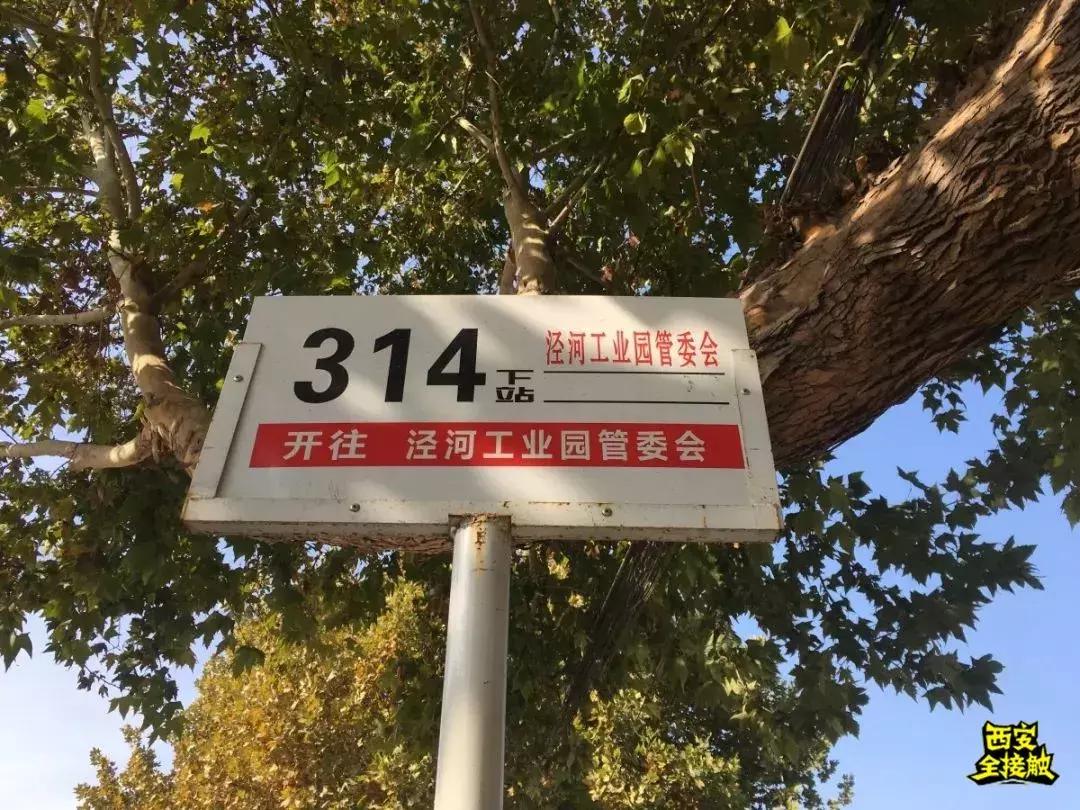 314 下站 泾河工业园管委会
开往 泾河工业园管委会
西安
全接触